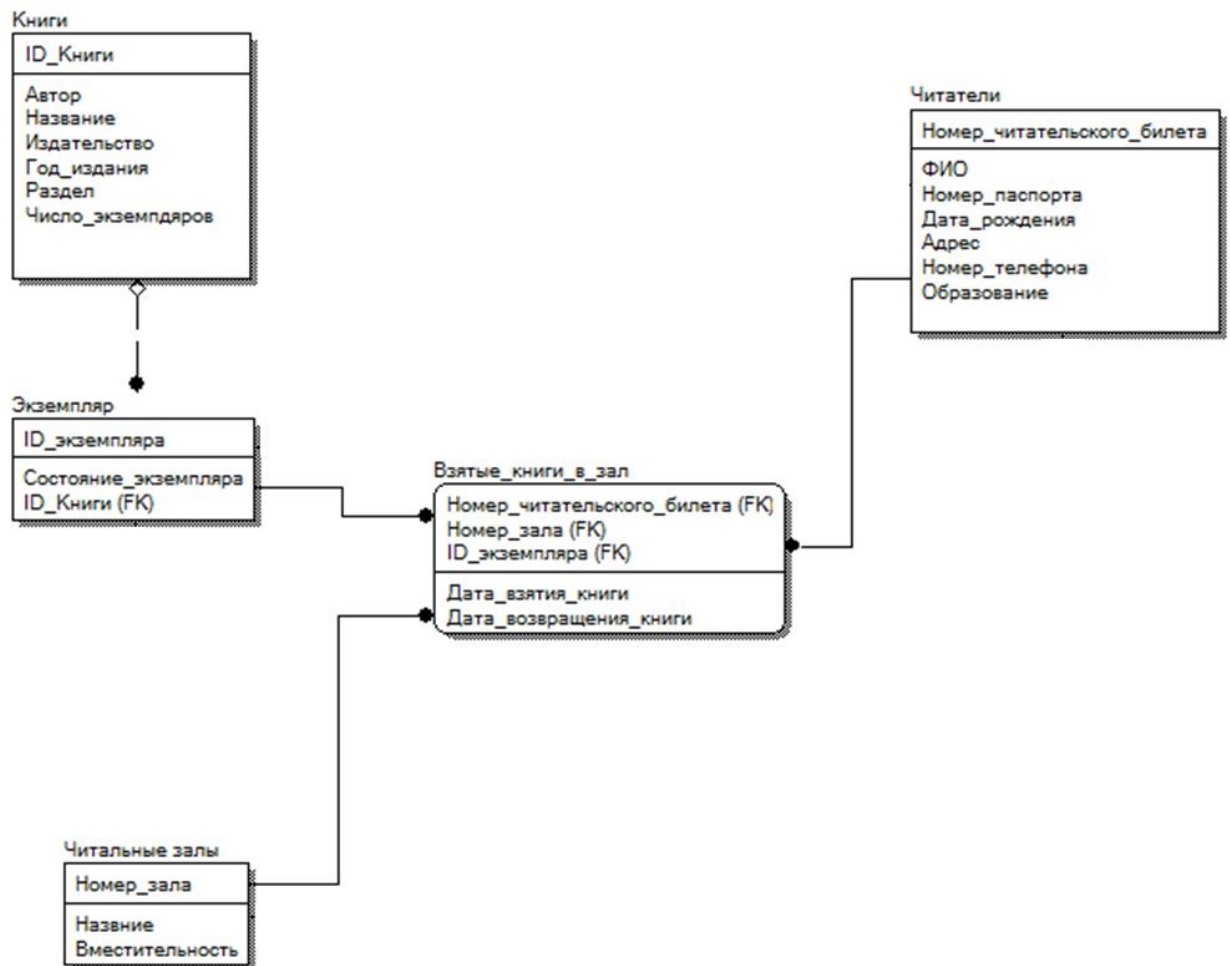 Книги
ID_Книги
Автор
Название
Издательство
Год_издания
Раздел
Число_экземпдяров
Читатели
Номер_читательского_билета
ФИО
Номер_паспорта
Дата_рождения
Адрес
Номер_телефона
Образование
Экземпляр
ID_экземпляра
Состояние_экземпляра
ID_Книги (FK)
Взятые_книги_в_зал
Номер_читательского_билета (FK)
Номер_зала (FK)
ID_экземпляра (FK)
Дата_взятия_книги
Дата_возвращения_книги
Читальные залы
Номер_зала
Назвние
Вместительность